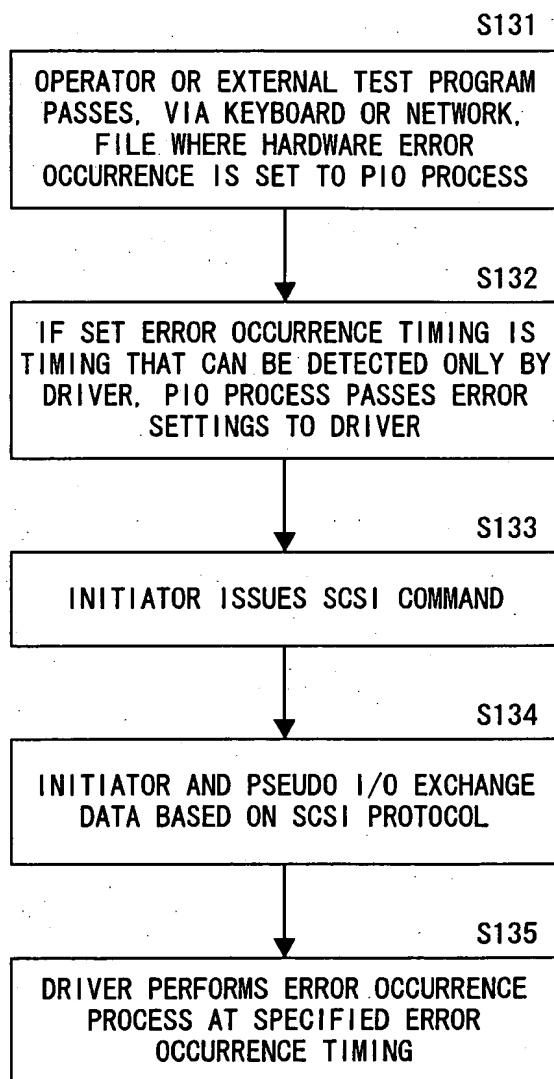 S131
OPERATOR OR EXTERNAL TEST PROGRAM
PASSES, VIA KEYBOARD OR NETWORK,
FILE WHERE HARDWARE ERROR
OCCURRENCE IS SET TO PIO PROCESS
S132
IF SET ERROR OCCURRENCE TIMING IS
TIMING THAT CAN BE DETECTED ONLY BY
DRIVER, PIO PROCESS PASSES ERROR
SETTINGS TO DRIVER
S133
INITIATOR ISSUES SCSI COMMAND
S134
INITIATOR AND PSEUDO I/O EXCHANGE
DATA BASED ON SCSI PROTOCOL
S135
DRIVER PERFORMS ERROR OCCURRENCE
PROCESS AT SPECIFIED ERROR
OCCURRENCE TIMING